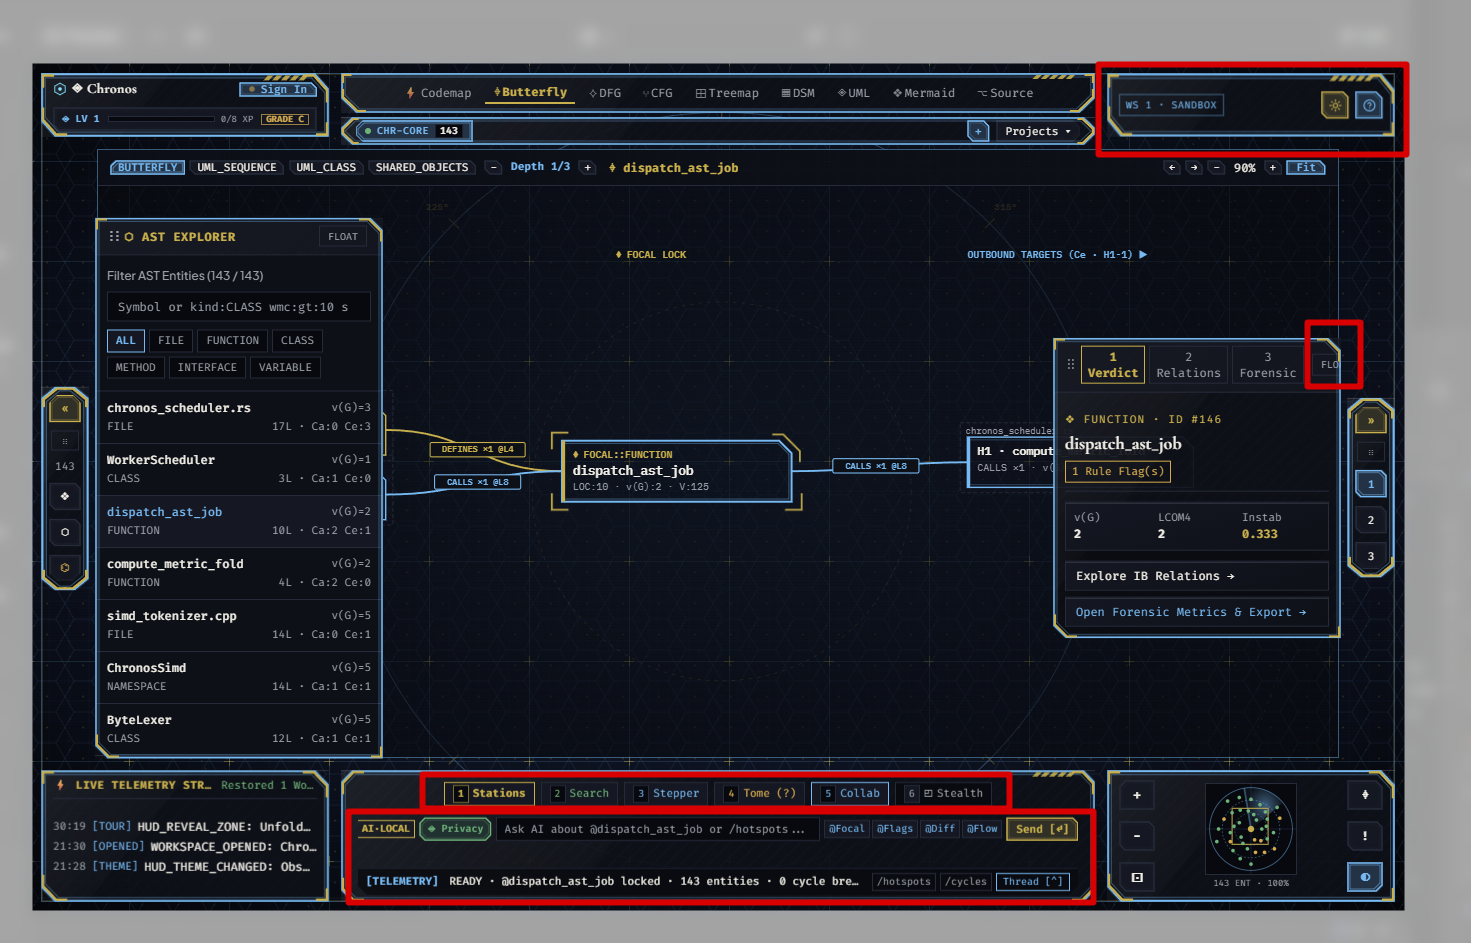 Chronos
Sign In
LV 1
0/8 XP
GRADE C
Codemap
Butterfly
DFG
CFG
Treemap
DSM
UML
Mermaid
Source
CHR-CORE 143
+
Projects
WS 1 · SANDBOX
BUTTERFLY
UML_SEQUENCE
UML_CLASS
SHARED_OBJECTS
− Depth 1/3 +
dispatch_ast_job
← → − 90% + Fit
AST EXPLORER
FLOAT
Filter AST Entities (143 / 143)
Symbol or kind:CLASS wmc:gt:10 s
ALL FILE FUNCTION CLASS
METHOD INTERFACE VARIABLE
chronos_scheduler.rs v(G)=3
FILE 17L · Ca:0 Ce:3
WorkerScheduler v(G)=1
CLASS 3L · Ca:1 Ce:0
dispatch_ast_job v(G)=2
FUNCTION 10L · Ca:2 Ce:1
compute_metric_fold v(G)=2
FUNCTION 4L · Ca:2 Ce:0
simd_tokenizer.cpp v(G)=5
FILE 14L · Ca:0 Ce:1
ChronosSimd v(G)=5
NAMESPACE 14L · Ca:1 Ce:1
ByteLexer v(G)=5
CLASS 12L · Ca:1 Ce:1
«
143
225°
315°
FOCAL LOCK
OUTBOUND TARGETS (Ce · H1-1) ▶
DEFINES ×1 @L4
CALLS ×1 @L8
FOCAL::FUNCTION
dispatch_ast_job
LOC:10 · v(G):2 · V:125
CALLS ×1 @L8
chronos_schedule
H1 · comput
CALLS ×1 · v(
1 Verdict
2 Relations
3 Forensic
FLO
FUNCTION · ID #146
dispatch_ast_job
1 Rule Flag(s)
v(G) LCOM4 Instab
2 2 0.333
Explore IB Relations →
Open Forensic Metrics & Export →
»
1
2
3
LIVE TELEMETRY STR… Restored 1 Wo…
30:19 [TOUR] HUD_REVEAL_ZONE: Unfold…
21:30 [OPENED] WORKSPACE_OPENED: Chro…
21:28 [THEME] HUD_THEME_CHANGED: Obs…
1 Stations
2 Search
3 Stepper
4 Tome (?)
5 Collab
6 Stealth
AI·LOCAL
Privacy
Ask AI about @dispatch_ast_job or /hotspots...
@Focal @Flags @Diff @Flow
Send [↵]
[TELEMETRY] READY · @dispatch_ast_job locked · 143 entities · 0 cycle bre…
/hotspots /cycles
Thread [^]
+
−
!
143 ENT · 100%